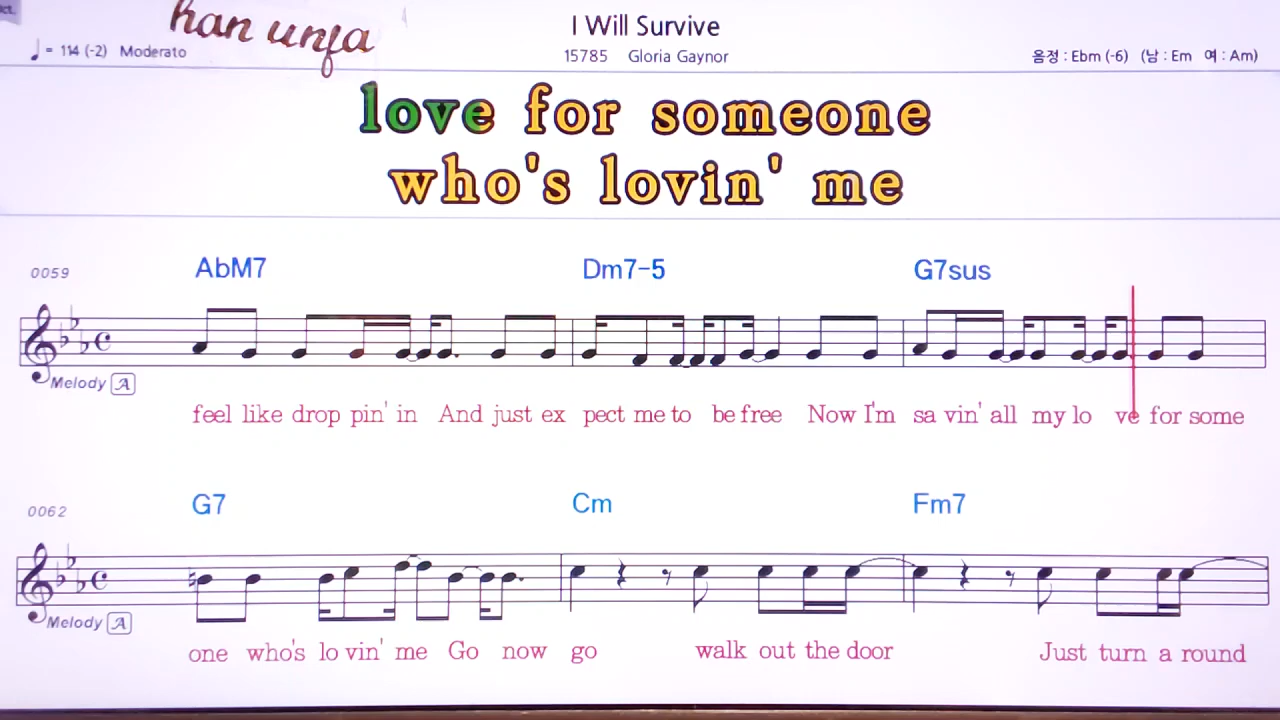 ct.
han unfa
I Will Survive
♩= 114 (-2) Moderato
15785 Gloria Gaynor
음정 : Ebm (-6) (남 : Em 여 : Am)
love for someone
who's lovin' me
0059
AbM7 Dm7-5 G7sus
Melody A
feel like drop pin' in And just ex pect me to be free Now I'm sa vin' all my lo ve for some
0062
G7 Cm Fm7
Melody A
one who's lo vin' me Go now go walk out the door Just turn a round